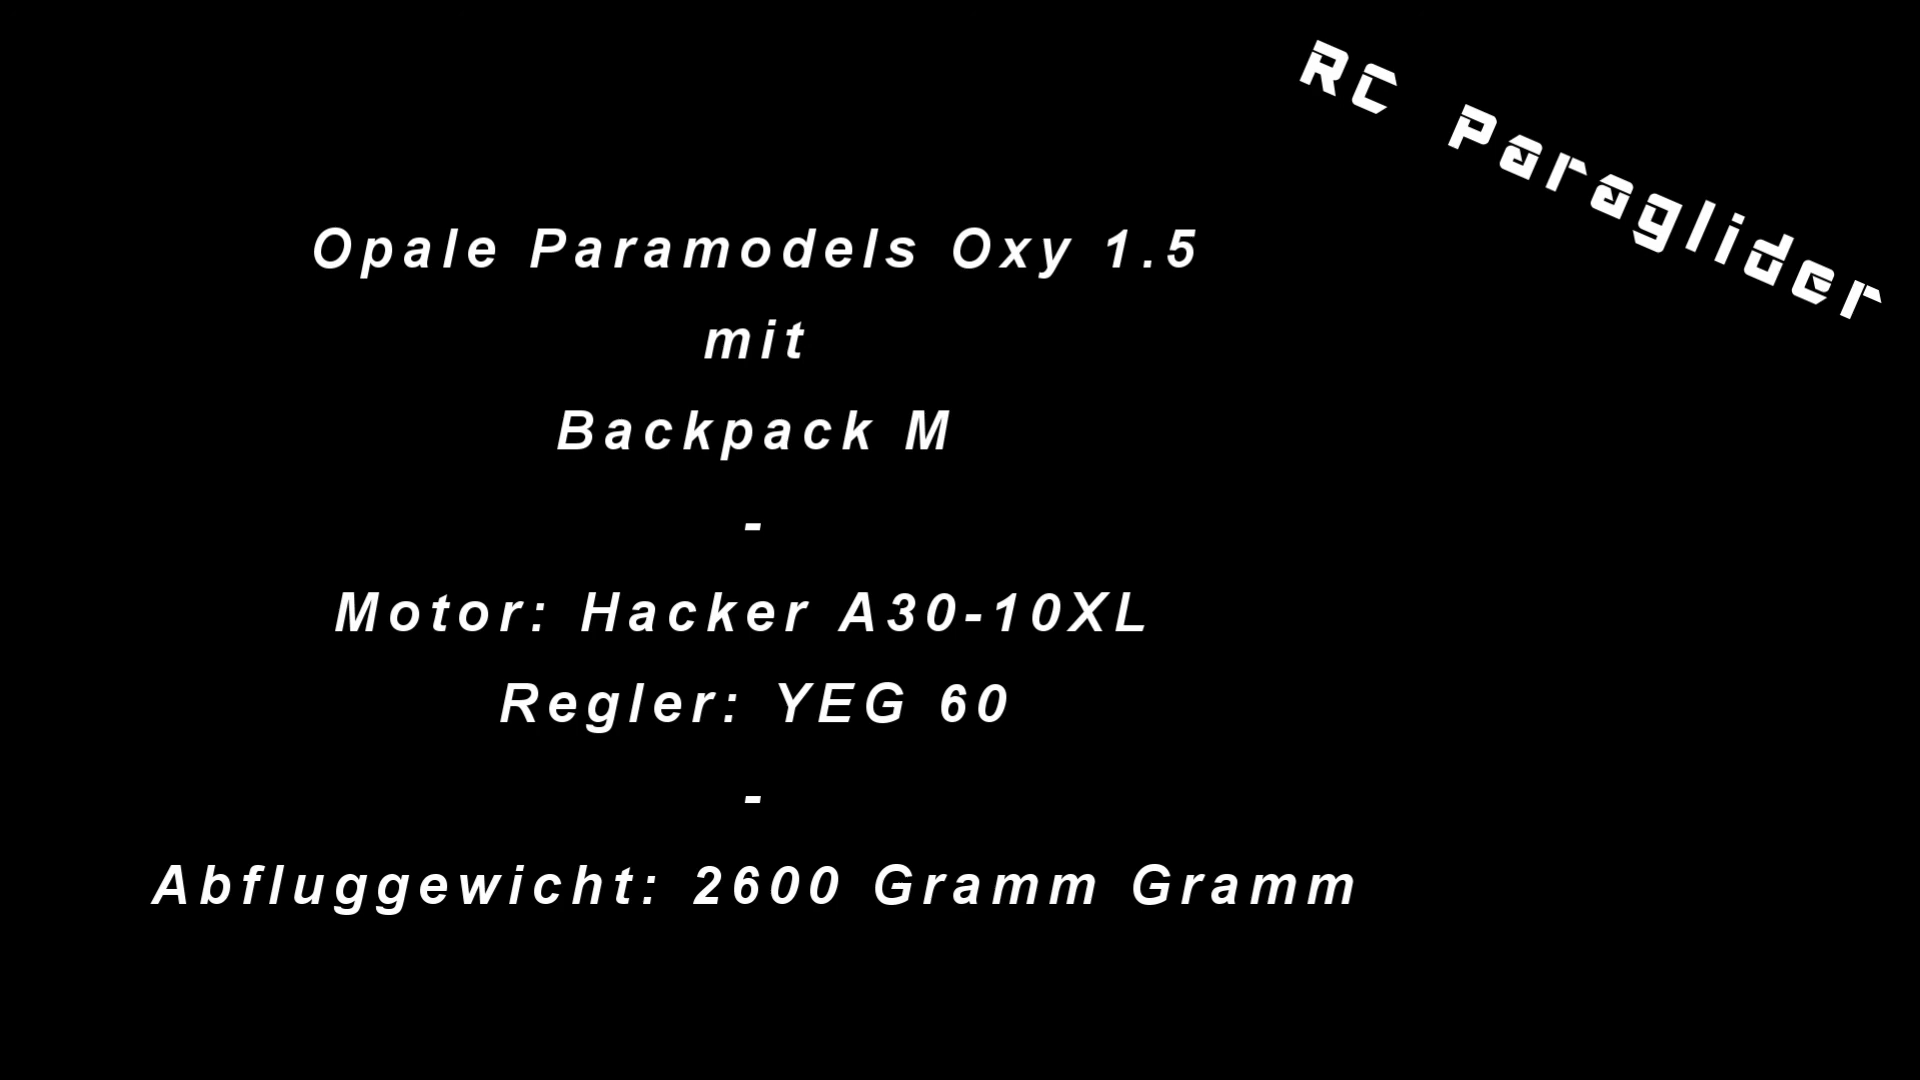 RC Paraglider
Opale Paramodels Oxy 1.5
mit
Backpack M
-
Motor: Hacker A30-10XL
Regler: YEG 60
-
Abfluggewicht: 2600 Gramm Gramm